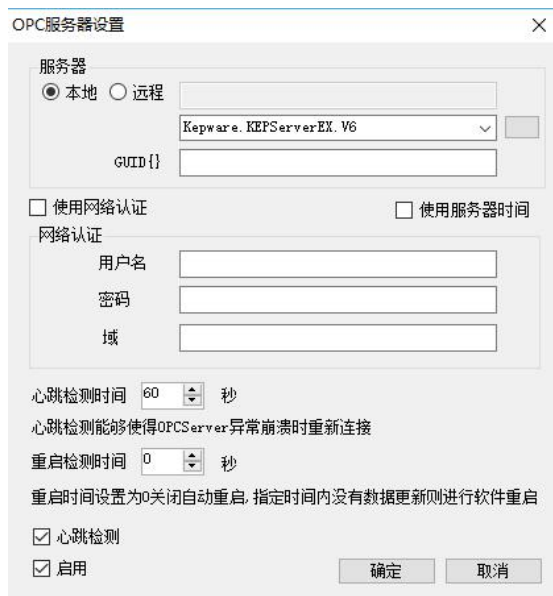 OPC服务器设置
服务器
本地 远程
Kepware.KEPServerEX.V6
GUID{}
使用网络认证 使用服务器时间
网络认证
用户名
密码
域
心跳检测时间 60 秒
心跳检测能够使得OPCServer异常崩溃时重新连接
重启检测时间 0 秒
重启时间设置为0关闭自动重启,指定时间内没有数据更新则进行软件重启
心跳检测
启用 确定 取消